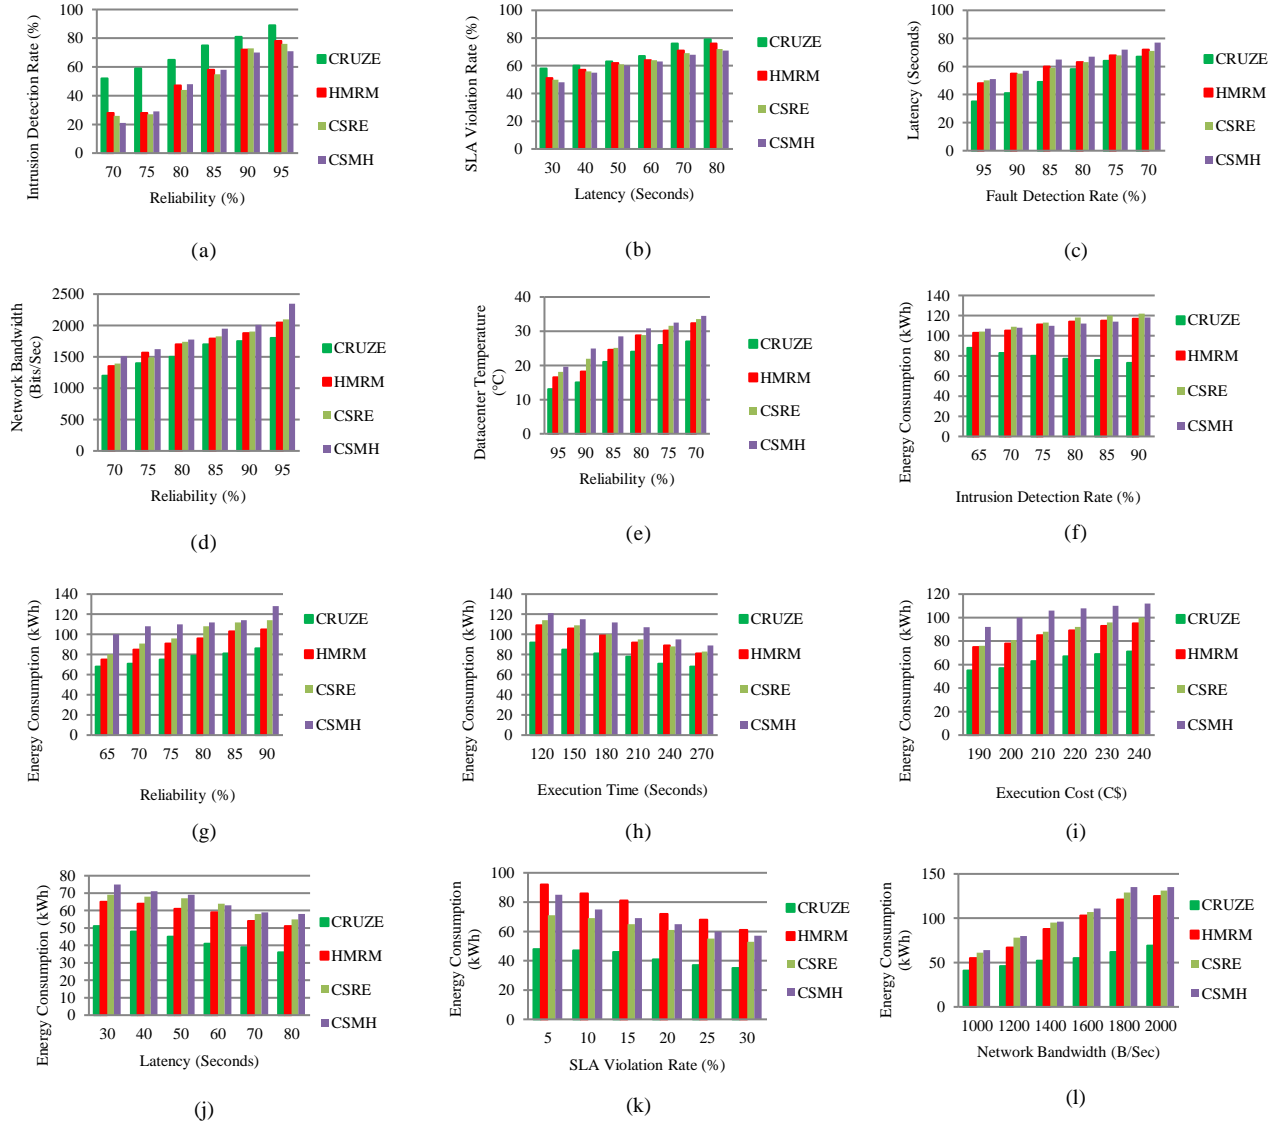 Intrusion Detection Rate (%)
100
80
60
40
20
0
70 75 80 85 90 95
Reliability (%)
CRUZE
HMRM
CSRE
CSMH
(a)
SLA Violation Rate (%)
100
80
60
40
20
0
30 40 50 60 70 80
Latency (Seconds)
CRUZE
HMRM
CSRE
CSMH
(b)
Latency (Seconds)
100
80
60
40
20
0
95 90 85 80 75 70
Fault Detection Rate (%)
CRUZE
HMRM
CSRE
CSMH
(c)
Network Bandwidth
(Bits/Sec)
2500
2000
1500
1000
500
0
70 75 80 85 90 95
Reliability (%)
CRUZE
HMRM
CSRE
CSMH
(d)
Datacenter Temperature
(°C)
40
30
20
10
0
95 90 85 80 75 70
Reliability (%)
CRUZE
HMRM
CSRE
CSMH
(e)
Energy Consumption (kWh)
140
120
100
80
60
40
20
0
65 70 75 80 85 90
Intrusion Detection Rate (%)
CRUZE
HMRM
CSRE
CSMH
(f)
Energy Consumption (kWh)
140
120
100
80
60
40
20
0
65 70 75 80 85 90
Reliability (%)
CRUZE
HMRM
CSRE
CSMH
(g)
Energy Consumption (kWh)
140
120
100
80
60
40
20
0
120 150 180 210 240 270
Execution Time (Seconds)
CRUZE
HMRM
CSRE
CSMH
(h)
Energy Consumption (kWh)
120
100
80
60
40
20
0
190 200 210 220 230 240
Execution Cost (C$)
CRUZE
HMRM
CSRE
CSMH
(i)
Energy Consumption (kWh)
80
70
60
50
40
30
20
10
0
30 40 50 60 70 80
Latency (Seconds)
CRUZE
HMRM
CSRE
CSMH
(j)
Energy Consumption
(kWh)
100
80
60
40
20
0
5 10 15 20 25 30
SLA Violation Rate (%)
CRUZE
HMRM
CSRE
CSMH
(k)
Energy Consumption
(kWh)
150
100
50
0
1000 1200 1400 1600 1800 2000
Network Bandwidth (B/Sec)
CRUZE
HMRM
CSRE
CSMH
(l)